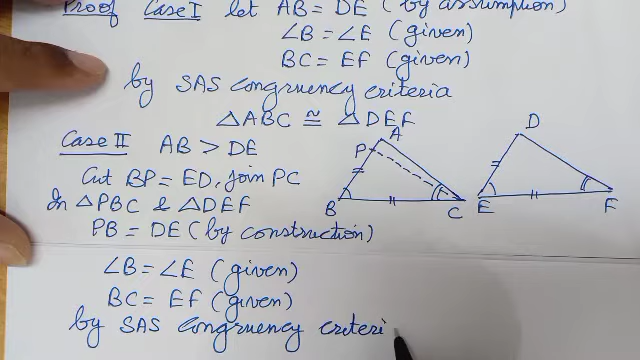 Proof Case I let AB = DE (by assumption)
∠B = ∠E (given)
BC = EF (given)
by SAS congruency criteria
△ABC ≅ △DEF
Case II AB > DE
Cut BP = ED, join PC
In △PBC & △DEF
PB = DE (by construction)
∠B = ∠E (given)
BC = EF (given)
by SAS congruency criteri
A
P
B
C
D
E
F